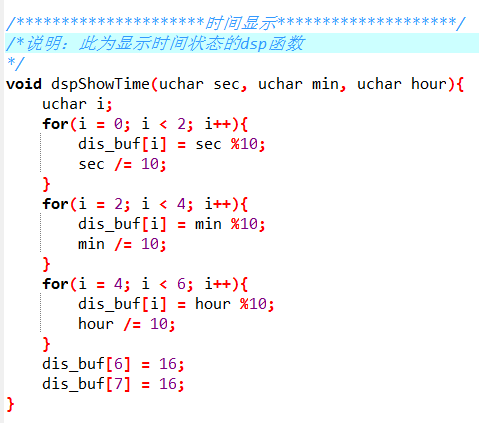 /*********************时间显示********************/
/*说明：此为显示时间状态的dsp函数
*/
void dspShowTime(uchar sec, uchar min, uchar hour){
    uchar i;
    for(i = 0; i < 2; i++){
        dis_buf[i] = sec %10;
        sec /= 10;
    }
    for(i = 2; i < 4; i++){
        dis_buf[i] = min %10;
        min /= 10;
    }
    for(i = 4; i < 6; i++){
        dis_buf[i] = hour %10;
        hour /= 10;
    }
    dis_buf[6] = 16;
    dis_buf[7] = 16;
}